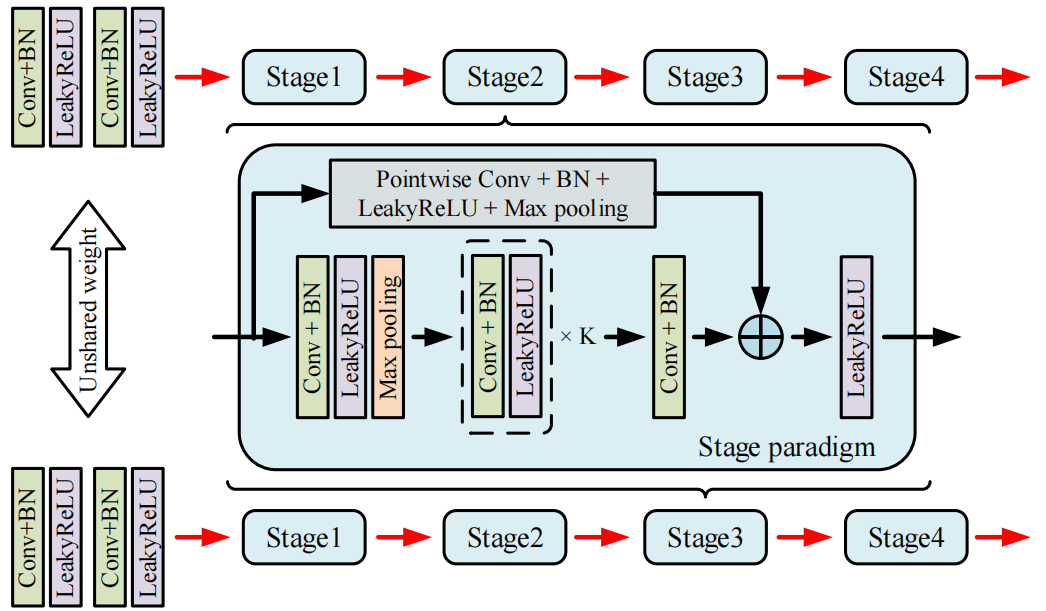 Conv+BN
LeakyReLU
Conv+BN
LeakyReLU
Stage1
Stage2
Stage3
Stage4
Pointwise Conv + BN +
LeakyReLU + Max pooling
Unshared weight
Conv + BN
LeakyReLU
Max pooling
Conv + BN
LeakyReLU
× K
Conv + BN
LeakyReLU
Stage paradigm
Conv+BN
LeakyReLU
Conv+BN
LeakyReLU
Stage1
Stage2
Stage3
Stage4